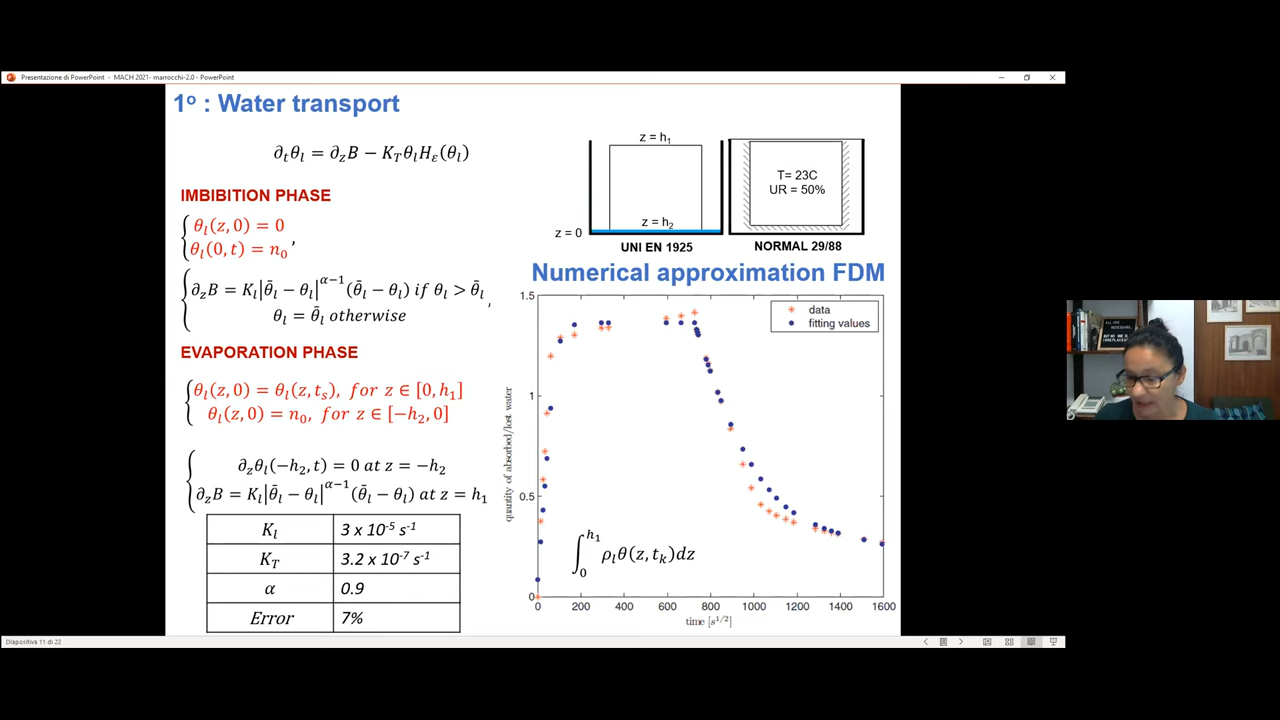 Presentazione di PowerPoint - MACH 2021- marrocchi-2.0 - PowerPoint
1º : Water transport
∂ₜθₗ = ∂_zB − K_TθₗH_ε(θₗ)
IMBIBITION PHASE
θₗ(z, 0) = 0
θₗ(0, t) = n₀ ,
∂_zB = Kₗ|θ̄ₗ − θₗ|^{α−1}(θ̄ₗ − θₗ) if θₗ > θ̄ₗ
θₗ = θ̄ₗ otherwise ,
EVAPORATION PHASE
θₗ(z, 0) = θₗ(z, tₛ), for z ∈ [0, h₁]
θₗ(z, 0) = n₀, for z ∈ [−h₂, 0]
∂_zθₗ(−h₂, t) = 0 at z = −h₂
∂_zB = Kₗ|θ̄ₗ − θₗ|^{α−1}(θ̄ₗ − θₗ) at z = h₁
Kₗ 3 x 10⁻⁵ s⁻¹
K_T 3.2 x 10⁻⁷ s⁻¹
α 0.9
Error 7%
z = h₁
z = h₂
z = 0
UNI EN 1925
T= 23C
UR = 50%
NORMAL 29/88
Numerical approximation FDM
data
fitting values
1.5
1
0.5
0
quantity of absorbed/lost water
∫₀^{h₁} ρₗθ(z, tₖ)dz
0 200 400 600 800 1000 1200 1400 1600
time [s^{1/2}]
Diapositiva 11 di 22